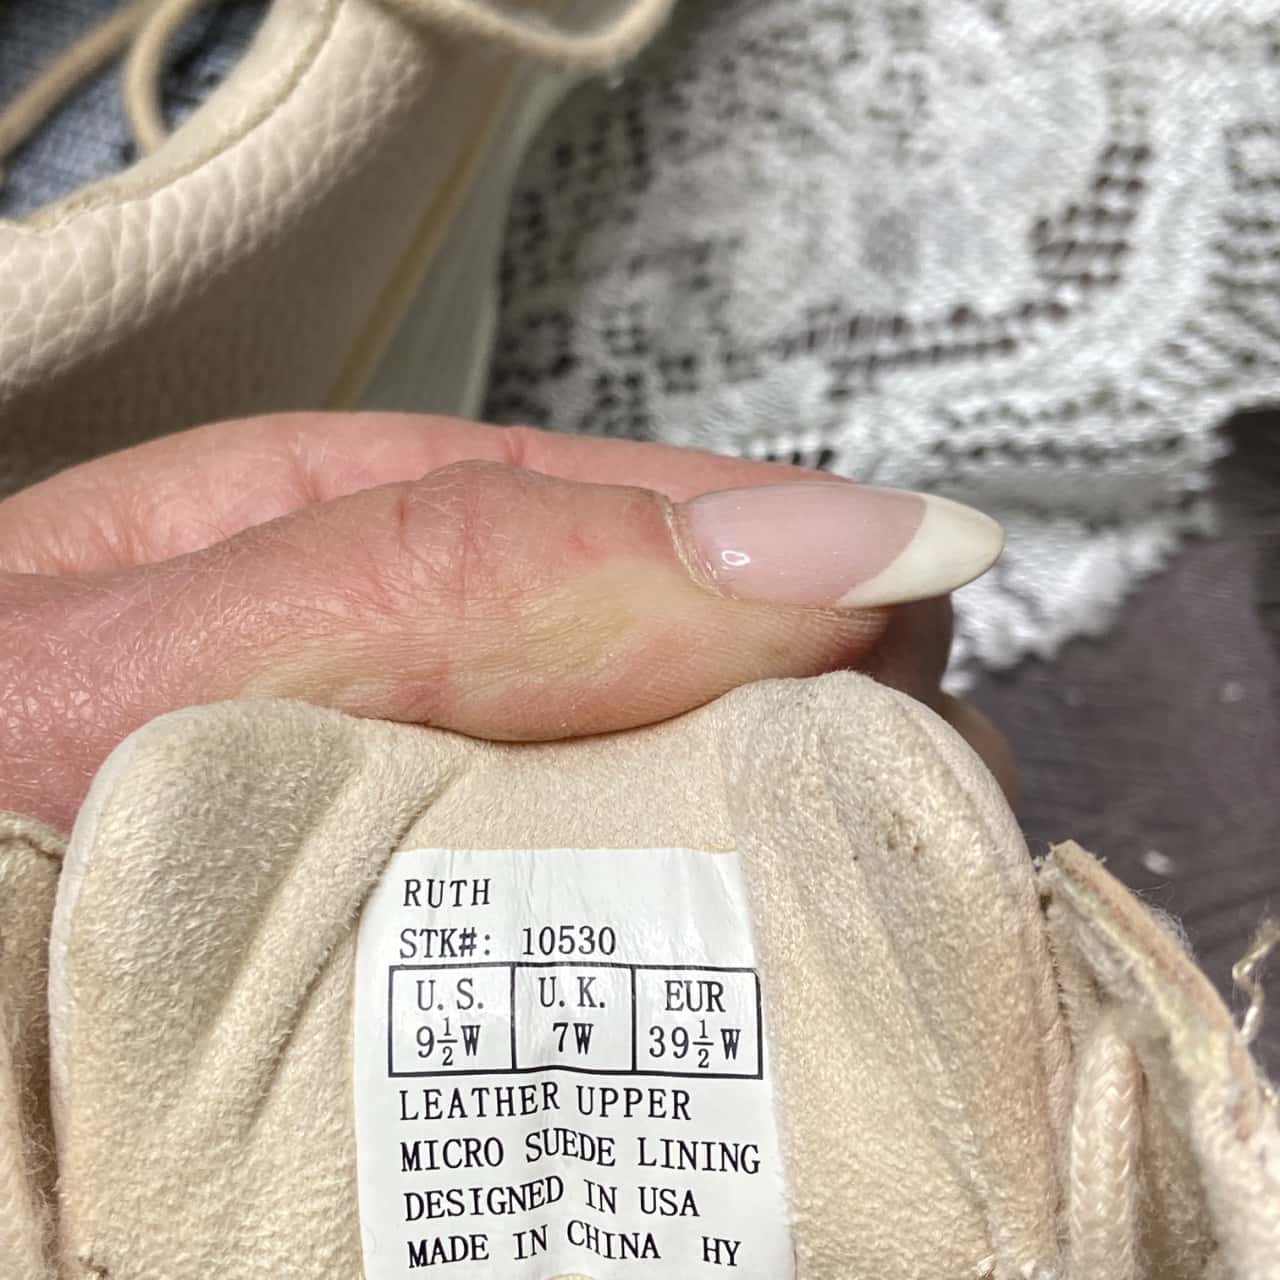 RUTH
STK#: 10530
U.S. U.K. EUR
9½W 7W 39½W
LEATHER UPPER
MICRO SUEDE LINING
DESIGNED IN USA
MADE IN CHINA HY